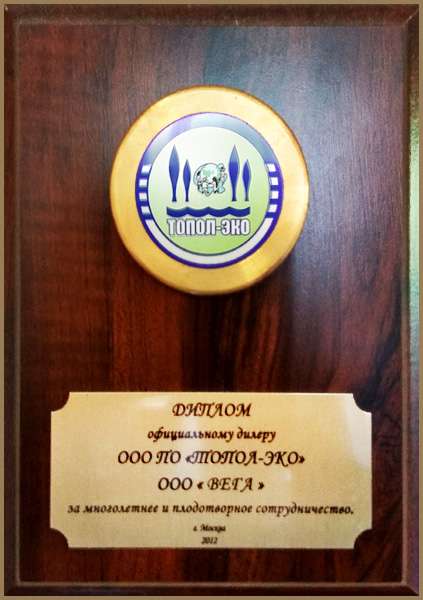 ТОПОЛ-ЭКО
ДИПЛОМ
официальному дилеру
ООО ПО «ТОПОЛ-ЭКО»
ООО « ВЕГА »
за многолетнее и плодотворное сотрудничество.
г. Москва
2012